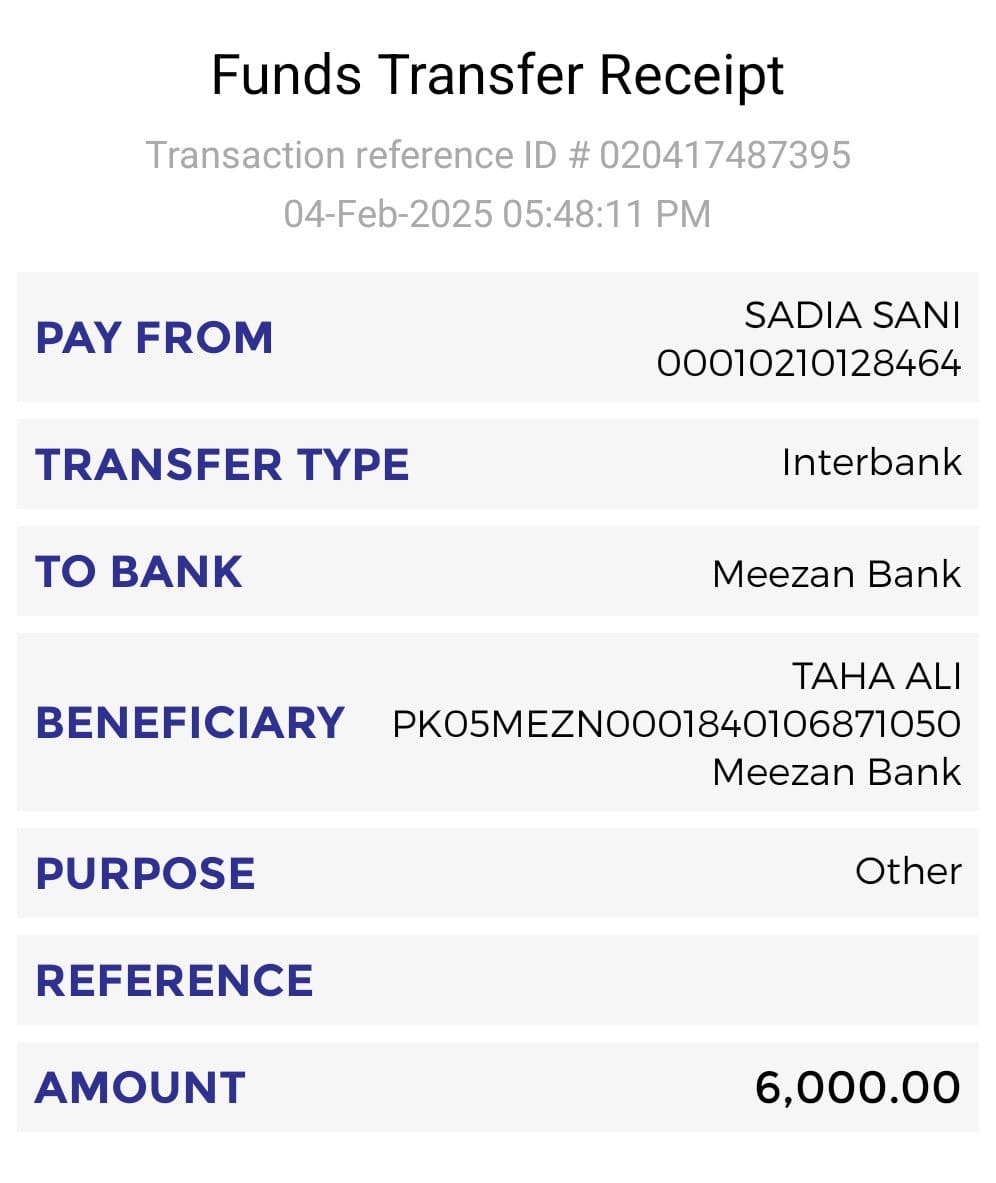 Funds Transfer Receipt
Transaction reference ID # 020417487395
04-Feb-2025 05:48:11 PM
PAY FROM
SADIA SANI
00010210128464
TRANSFER TYPE
Interbank
TO BANK
Meezan Bank
BENEFICIARY
TAHA ALI
PK05MEZN0001840106871050
Meezan Bank
PURPOSE
Other
REFERENCE
AMOUNT
6,000.00